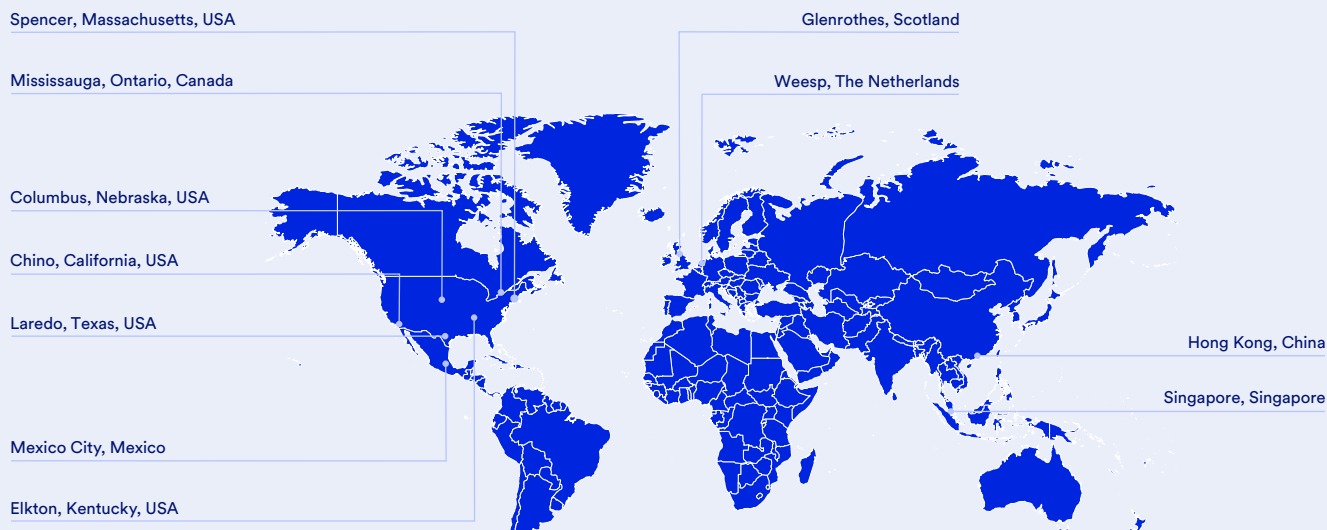 Spencer, Massachusetts, USA
Glenrothes, Scotland
Mississauga, Ontario, Canada
Weesp, The Netherlands
Columbus, Nebraska, USA
Chino, California, USA
Laredo, Texas, USA
Hong Kong, China
Singapore, Singapore
Mexico City, Mexico
Elkton, Kentucky, USA